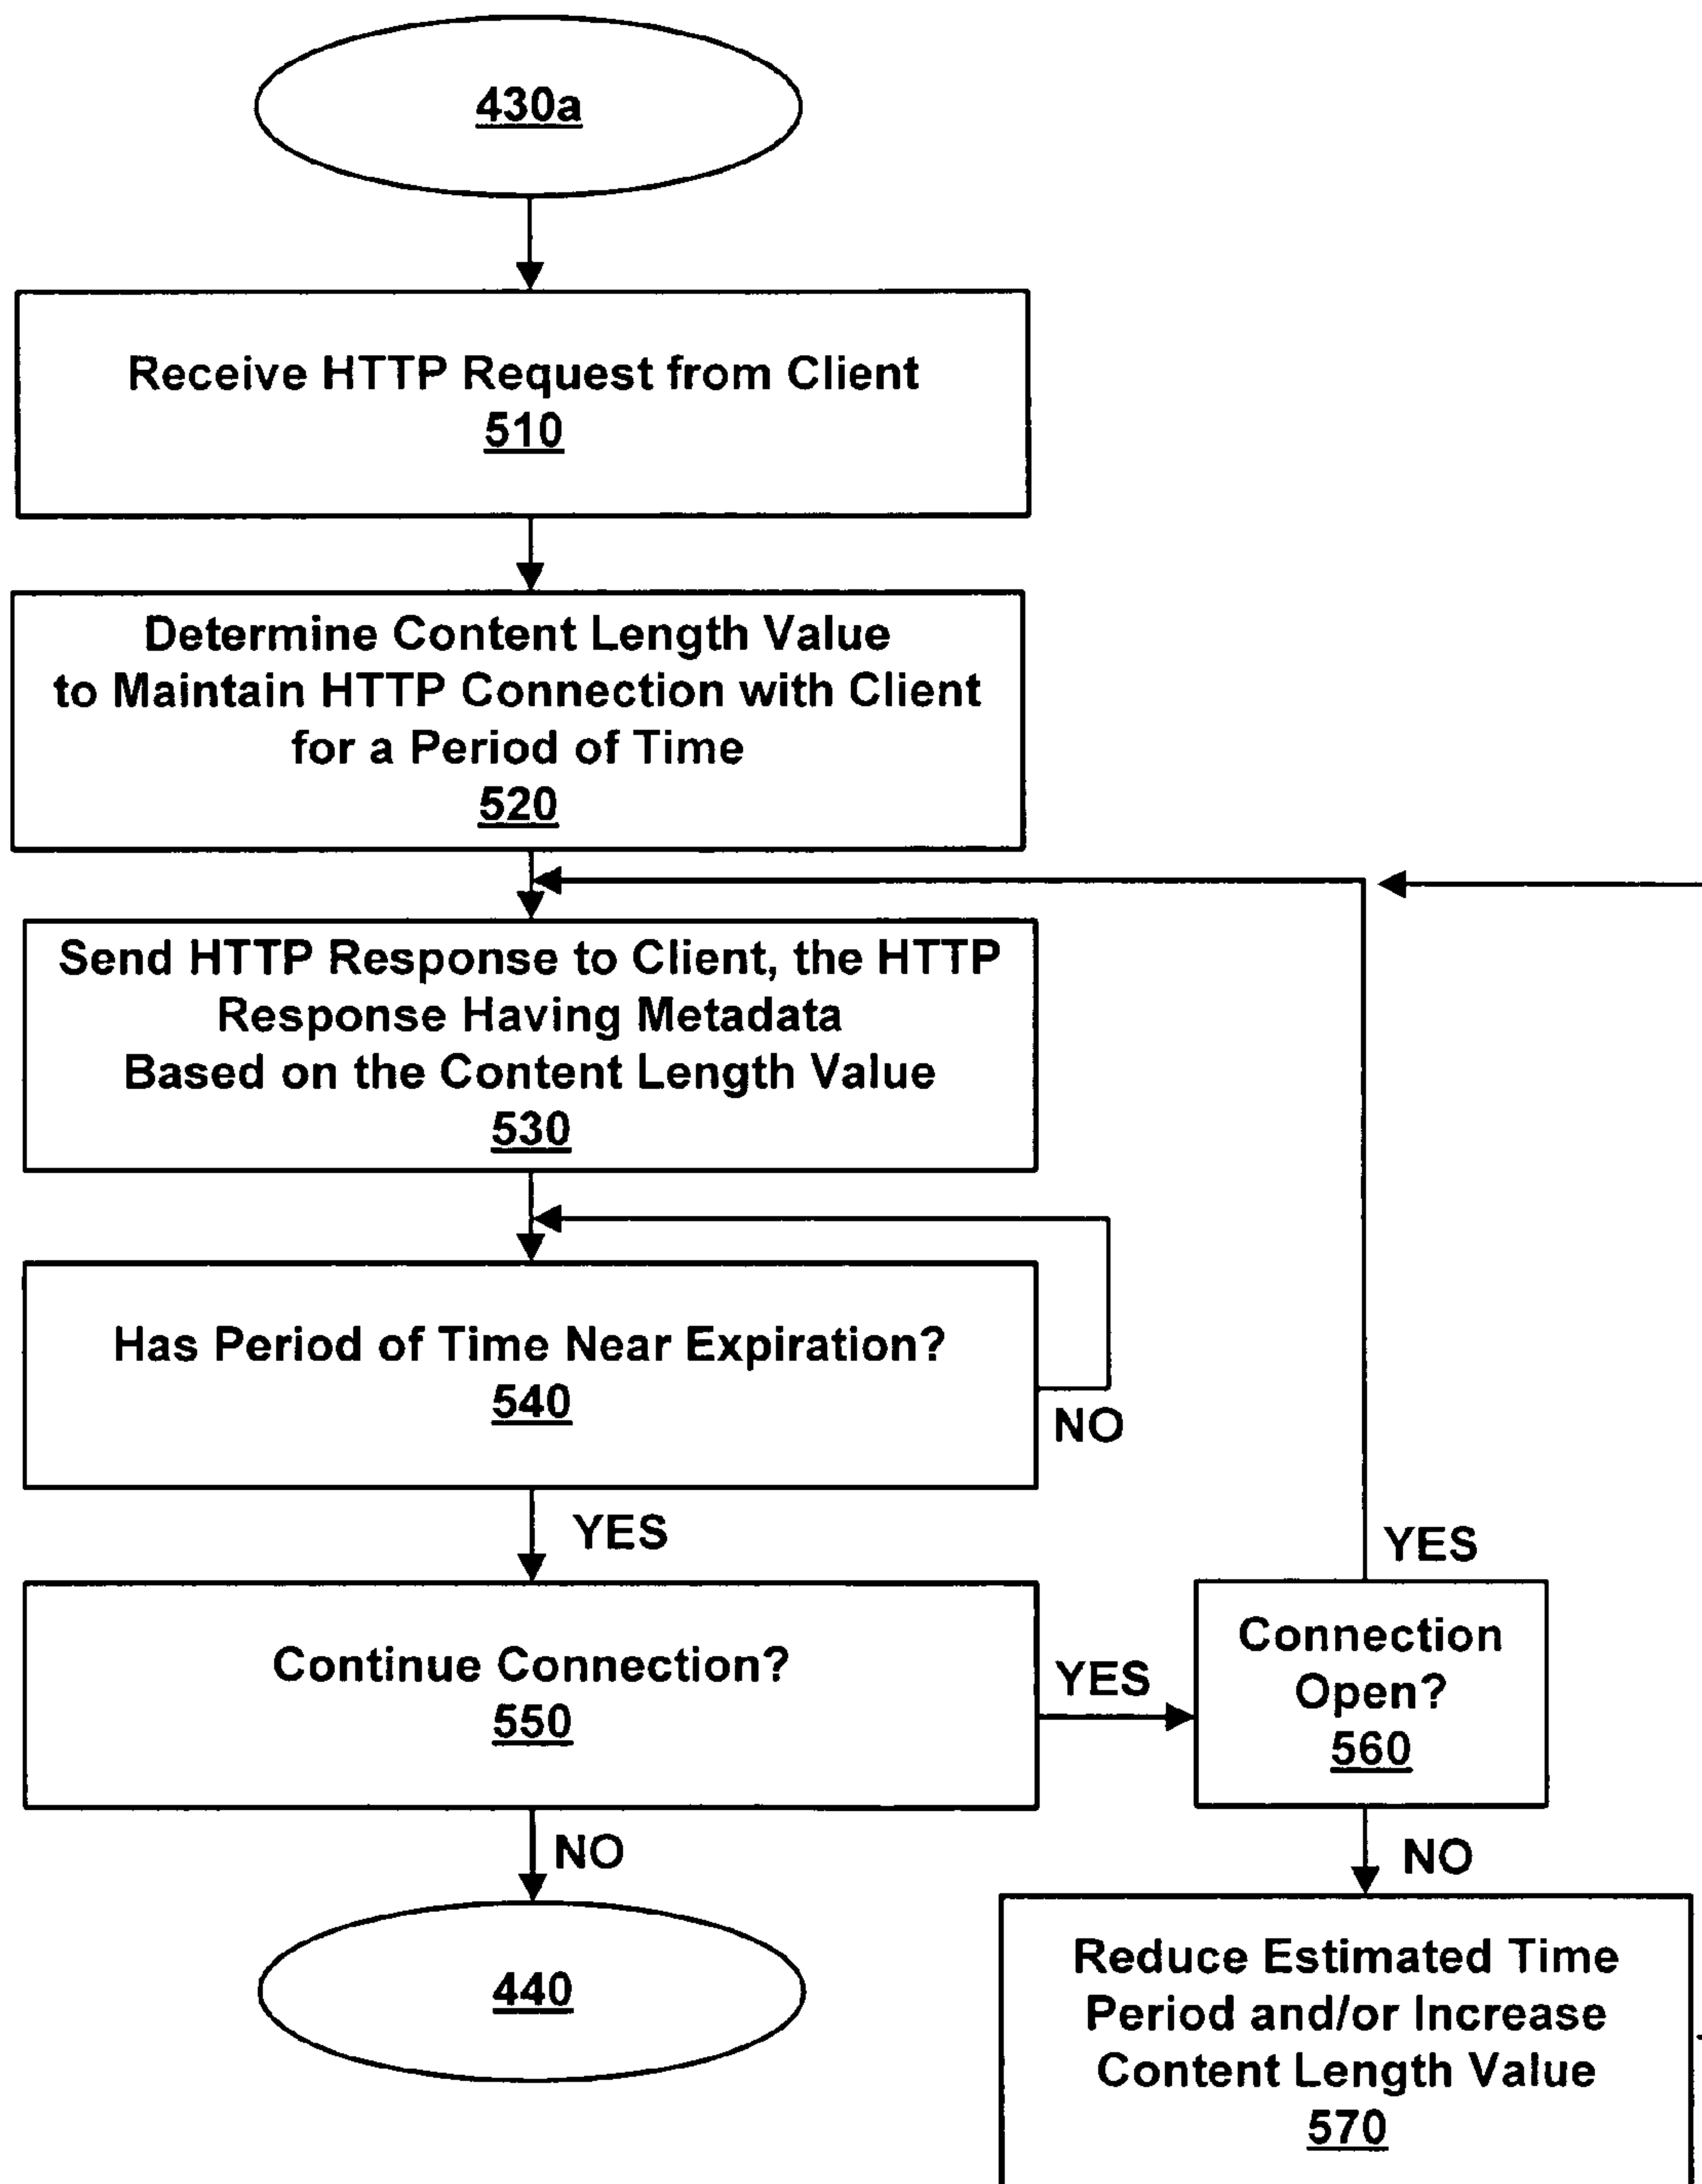 430a
Receive HTTP Request from Client
510
Determine Content Length Value
to Maintain HTTP Connection with Client
for a Period of Time
520
Send HTTP Response to Client, the HTTP
Response Having Metadata
Based on the Content Length Value
530
Has Period of Time Near Expiration?
540
NO
YES
YES
Continue Connection?
550
YES
Connection
Open?
560
NO
NO
440
Reduce Estimated Time
Period and/or Increase
Content Length Value
570